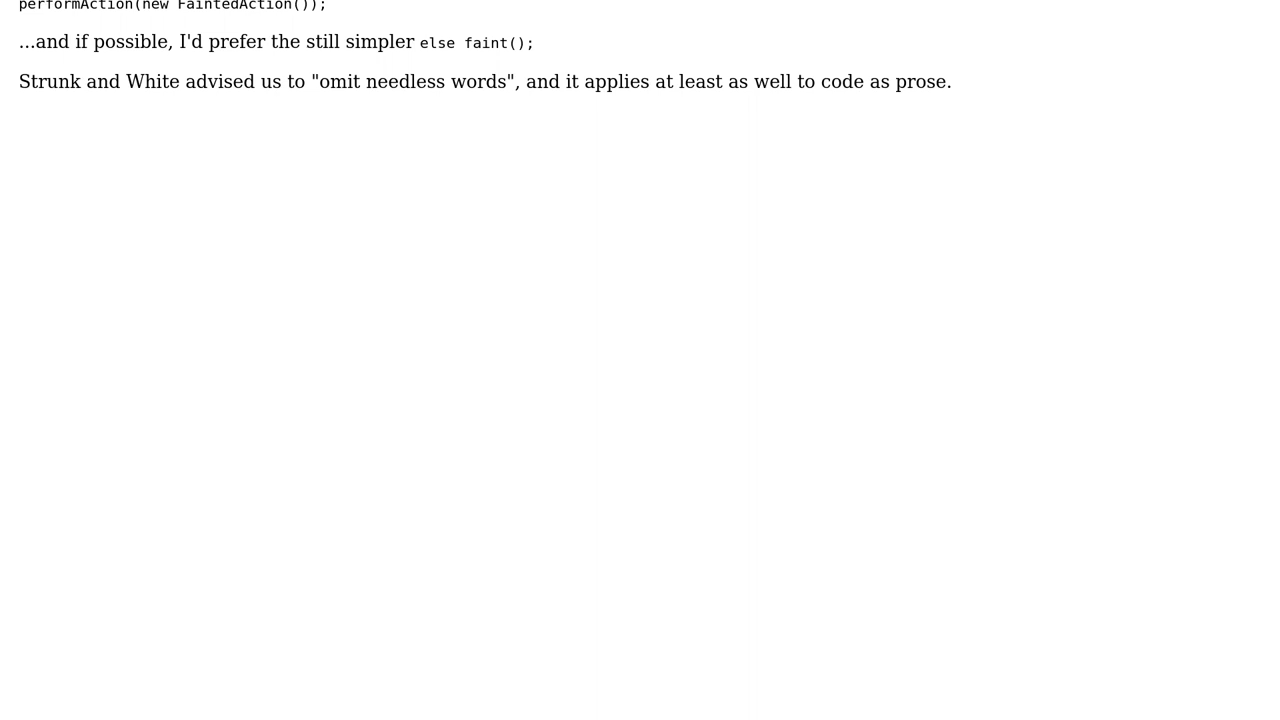 performAction(new FaintedAction());
...and if possible, I'd prefer the still simpler else faint();
Strunk and White advised us to "omit needless words", and it applies at least as well to code as prose.